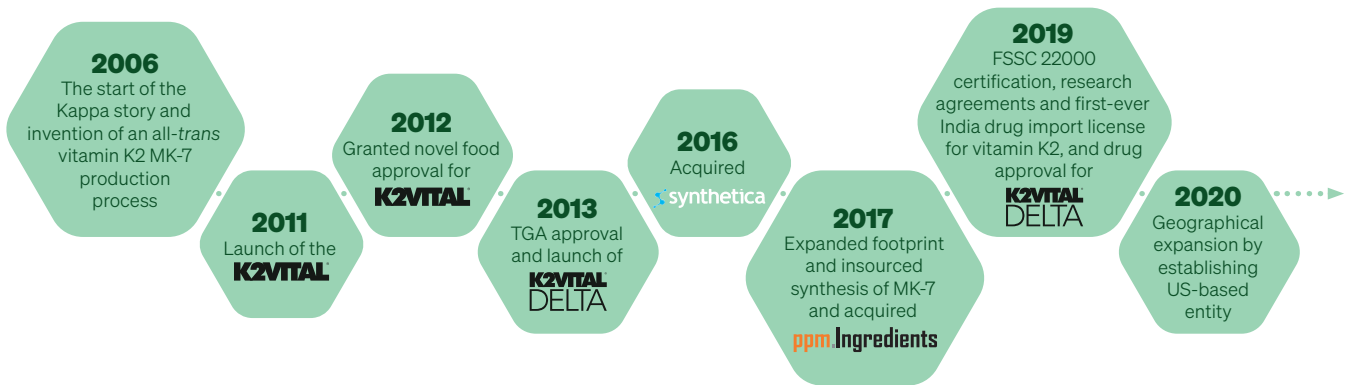 2006
The start of the
Kappa story and
invention of an all-trans
vitamin K2 MK-7
production
process
2011
Launch of the
K2VITAL
2012
Granted novel food
approval for
K2VITAL
2013
TGA approval
and launch of
K2VITAL
DELTA
2016
Acquired
synthetica
2017
Expanded footprint
and insourced
synthesis of MK-7
and acquired
ppm.Ingredients
2019
FSSC 22000
certification, research
agreements and first-ever
India drug import license
for vitamin K2, and drug
approval for
K2VITAL
DELTA
2020
Geographical
expansion by
establishing
US-based
entity